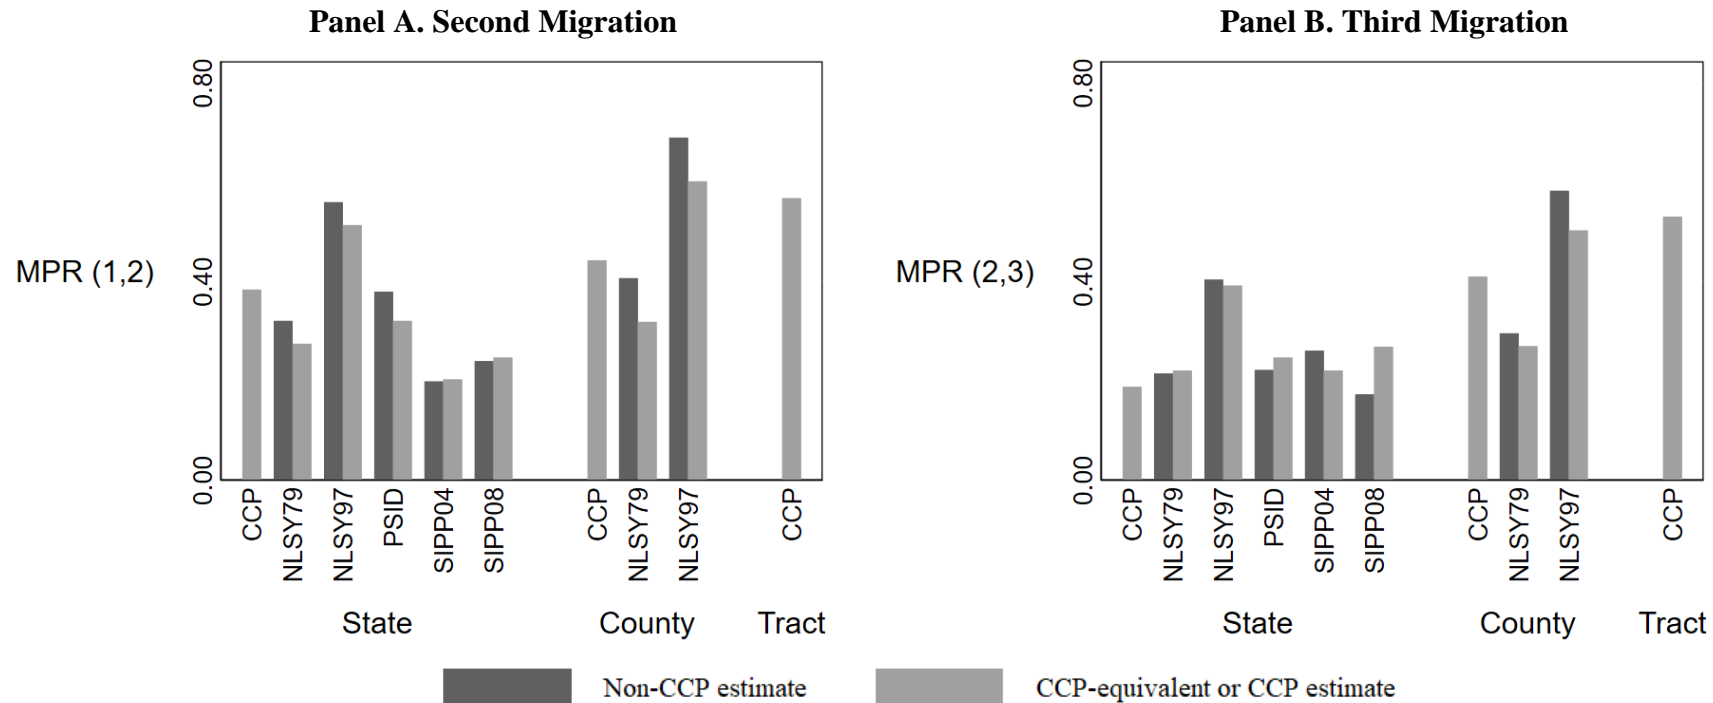 Panel A. Second Migration
Panel B. Third Migration
MPR (1,2)
0.80
0.40
0.00
CCP
NLSY79
NLSY97
PSID
SIPP04
SIPP08
CCP
NLSY79
NLSY97
CCP
State
County
Tract
MPR (2,3)
0.80
0.40
0.00
CCP
NLSY79
NLSY97
PSID
SIPP04
SIPP08
CCP
NLSY79
NLSY97
CCP
State
County
Tract
Non-CCP estimate
CCP-equivalent or CCP estimate